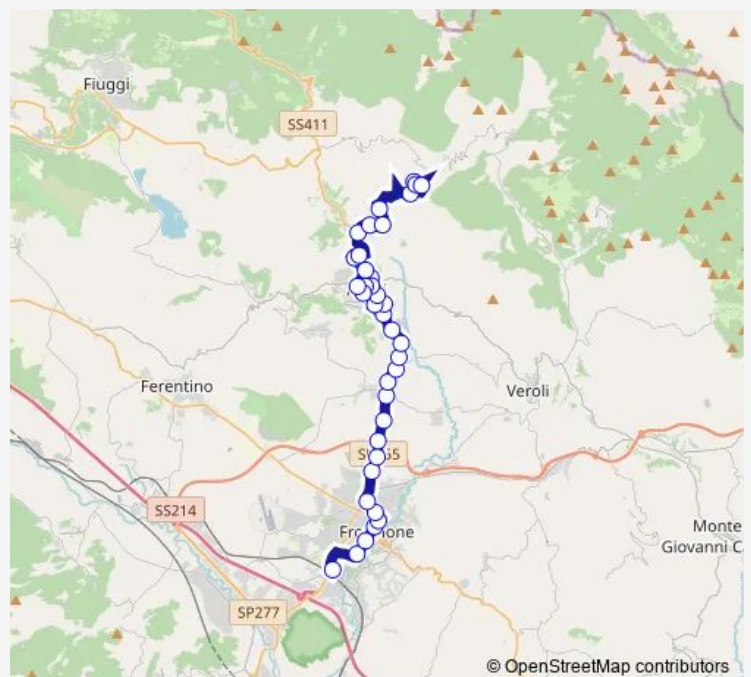 Fiuggi
SS411
Ferentino
Veroli
SS214
Monte
Giovanni C
SP277
© OpenStreetMap contributors